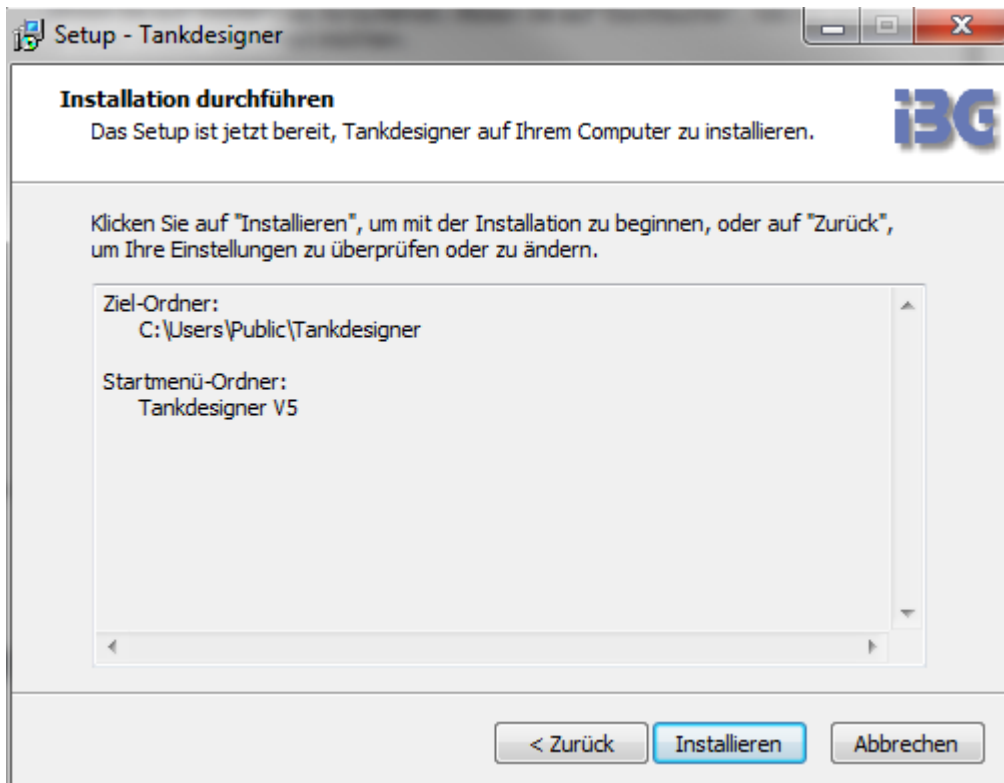 Setup - Tankdesigner
Installation durchführen
Das Setup ist jetzt bereit, Tankdesigner auf Ihrem Computer zu installieren.
i3G
Klicken Sie auf "Installieren", um mit der Installation zu beginnen, oder auf "Zurück",
um Ihre Einstellungen zu überprüfen oder zu ändern.
Ziel-Ordner:
C:\Users\Public\Tankdesigner
Startmenü-Ordner:
Tankdesigner V5
< Zurück
Installieren
Abbrechen